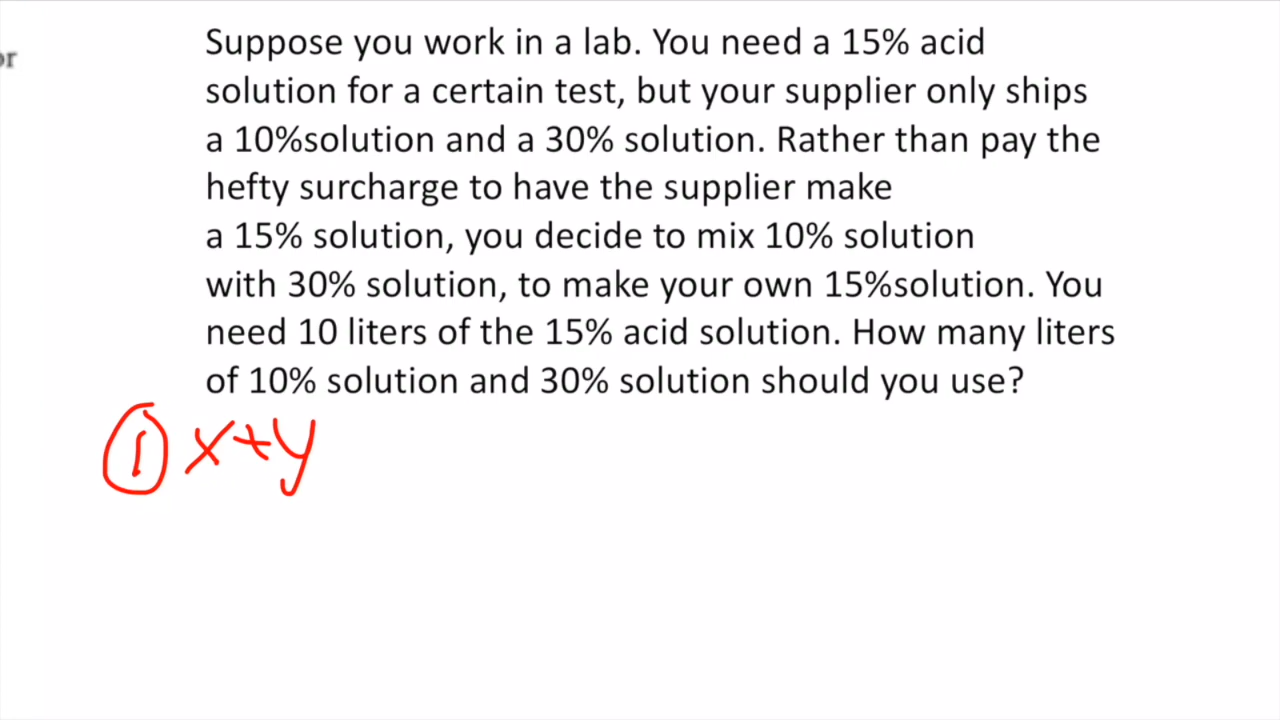 or
Suppose you work in a lab. You need a 15% acid
solution for a certain test, but your supplier only ships
a 10%solution and a 30% solution. Rather than pay the
hefty surcharge to have the supplier make
a 15% solution, you decide to mix 10% solution
with 30% solution, to make your own 15%solution. You
need 10 liters of the 15% acid solution. How many liters
of 10% solution and 30% solution should you use?
① x+y